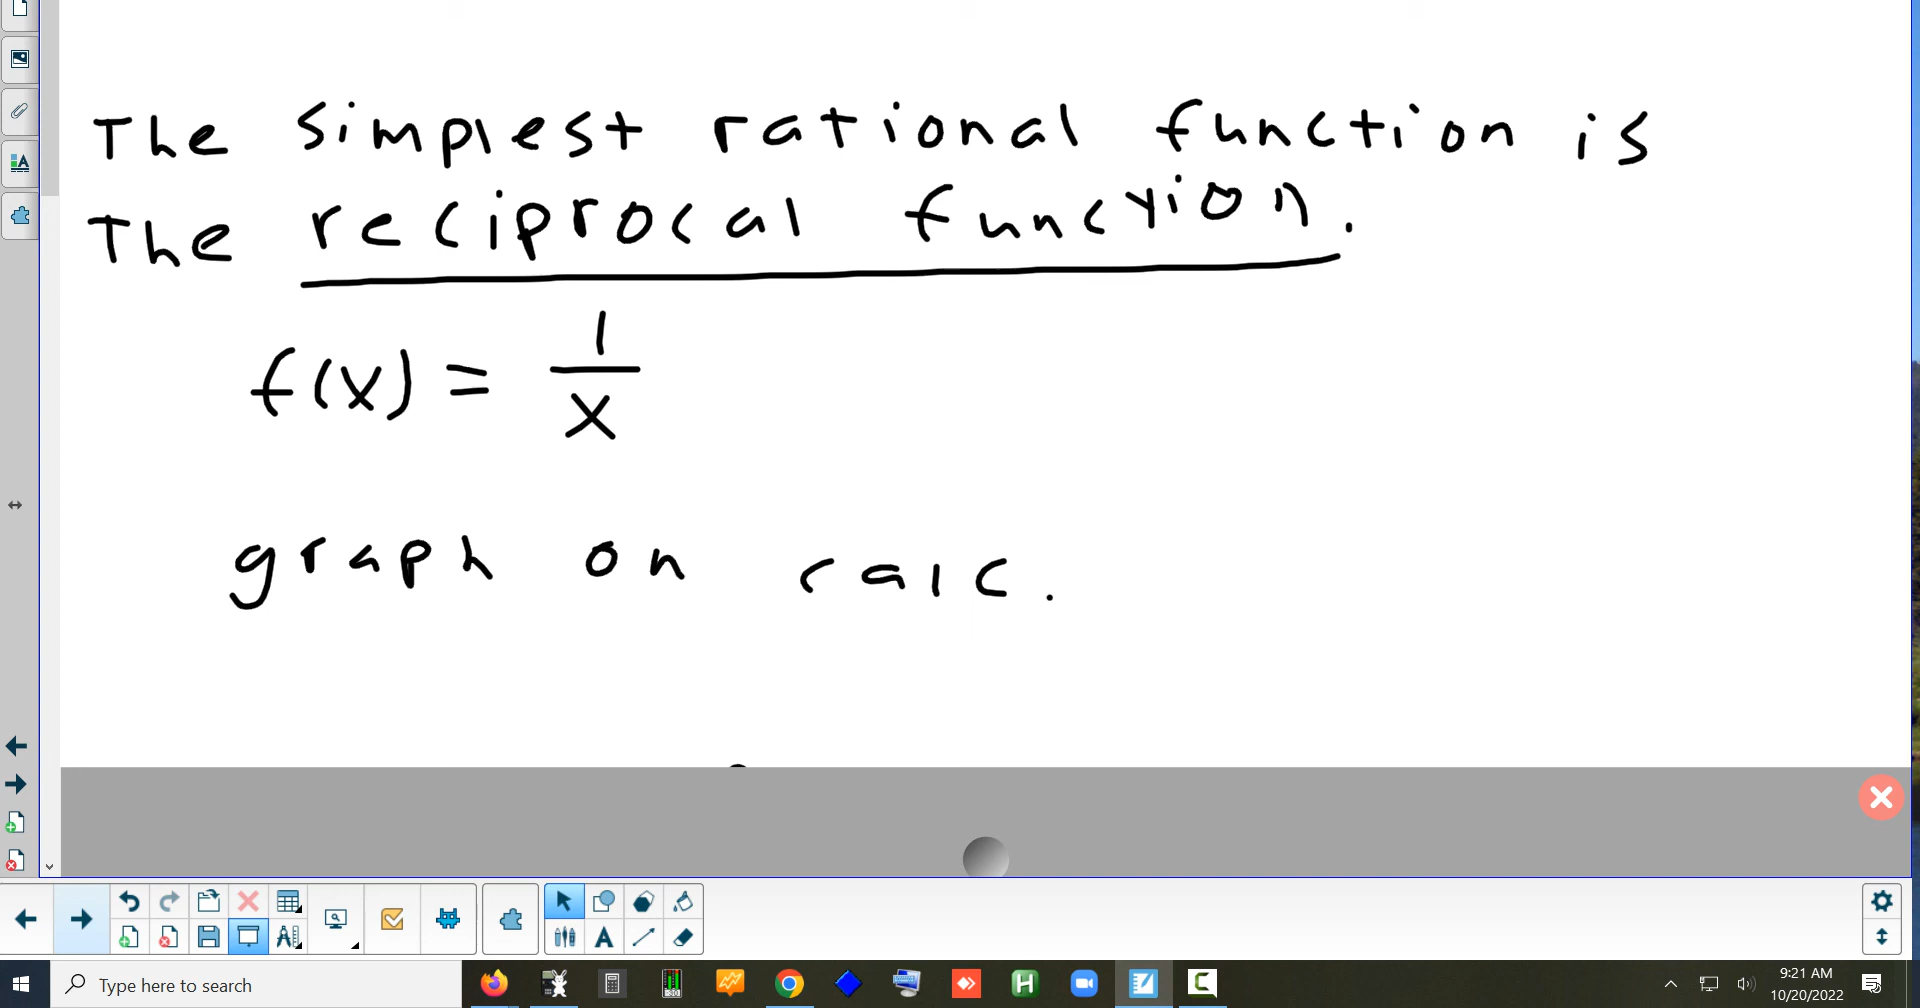 The simplest rational function is
The reciprocal function.
f(x) = 1/x
graph on calc.
Type here to search
9:21 AM
10/20/2022